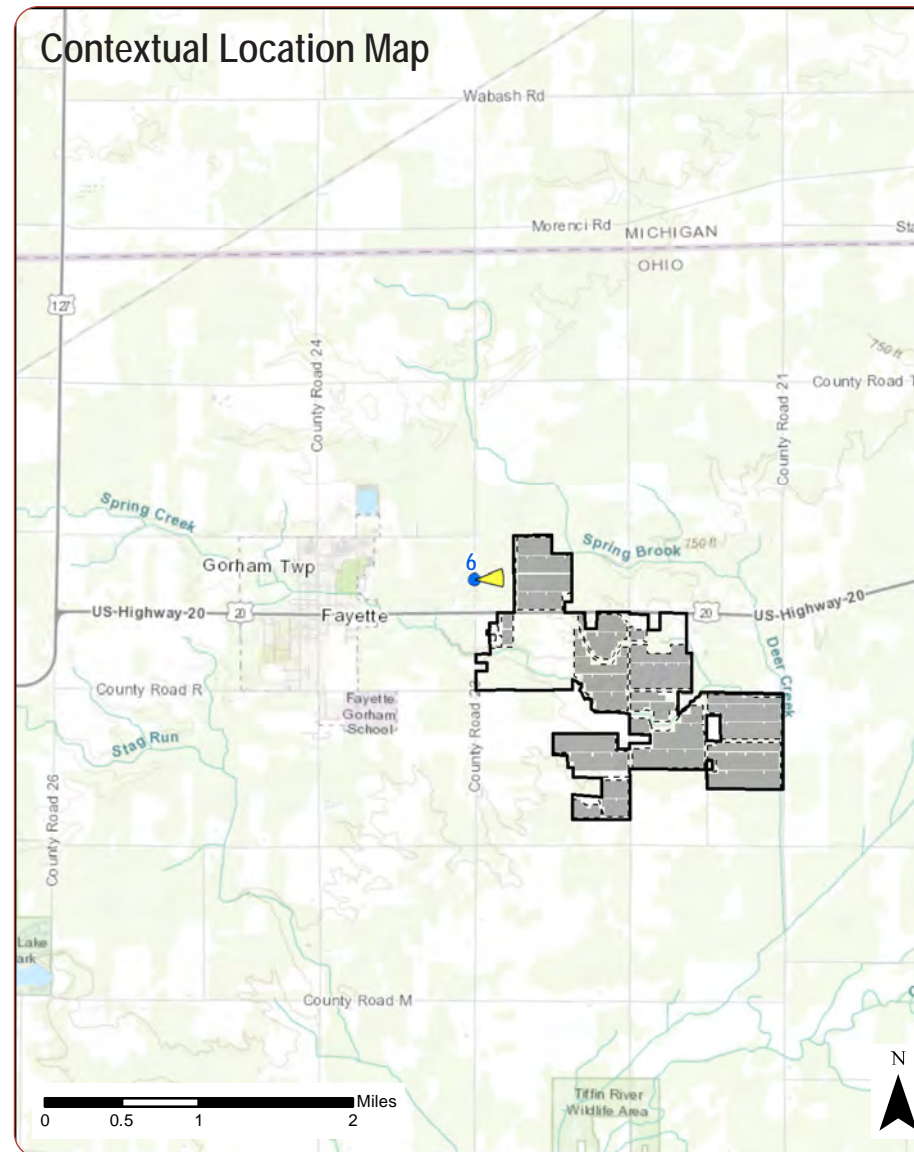 Contextual Location Map
Wabash Rd
Morenci Rd
MICHIGAN
OHIO
127
County Road 24
750 ft
County Road T
County Road 21
Spring Creek
Gorham Twp
6
Spring Brook
750 ft
US-Highway-20
20
Fayette
20
US-Highway-20
Deer Creek
County Road R
Fayette
Gorham
School
Stag Run
County Road 26
Lake
ark
County Road M
Tiffin River
Wildlife Area
N
Miles
0
0.5
1
2